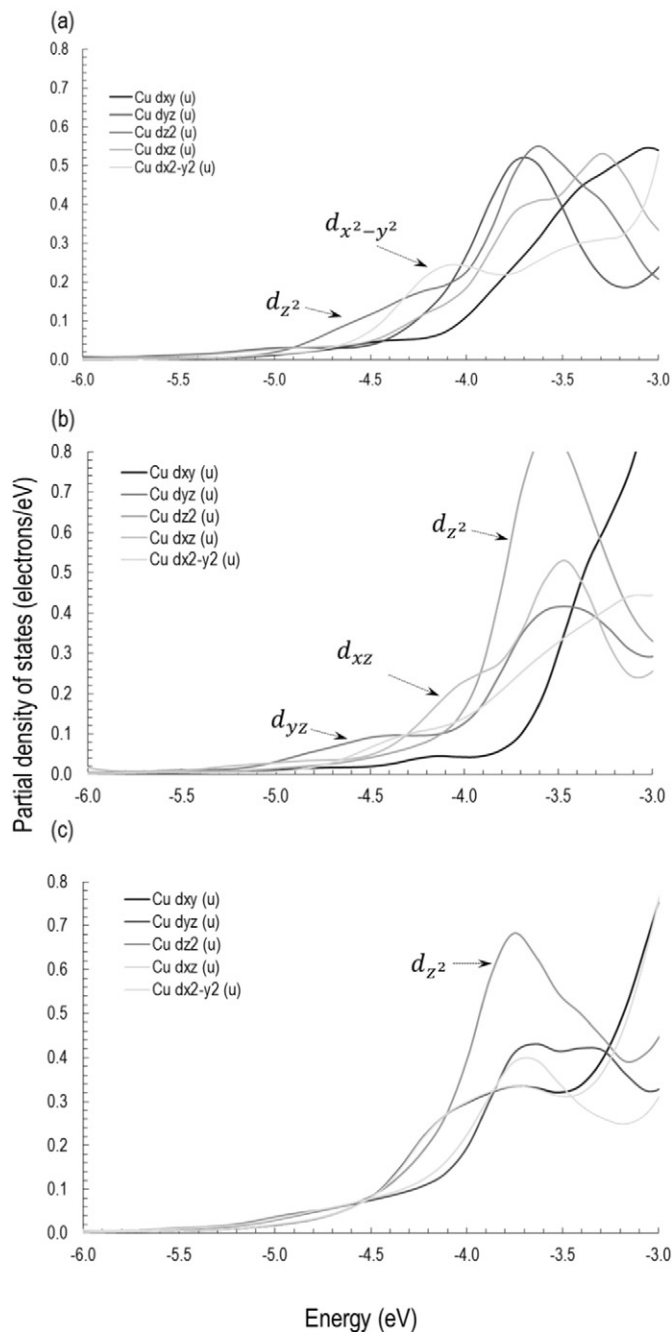 (a)
0.8
0.7
0.6
0.5
0.4
0.3
0.2
0.1
0.0
Cu dxy (u)
Cu dyz (u)
Cu dz2 (u)
Cu dxz (u)
Cu dx2-y2 (u)
d_{x²−y²}
d_{z²}
-6.0 -5.5 -5.0 -4.5 -4.0 -3.5 -3.0
(b)
0.8
0.7
0.6
0.5
0.4
0.3
0.2
0.1
0.0
Cu dxy (u)
Cu dyz (u)
Cu dz2 (u)
Cu dxz (u)
Cu dx2-y2 (u)
d_{z²}
d_{xz}
d_{yz}
-6.0 -5.5 -5.0 -4.5 -4.0 -3.5 -3.0
Partial density of states (electrons/eV)
(c)
0.8
0.7
0.6
0.5
0.4
0.3
0.2
0.1
0.0
Cu dxy (u)
Cu dyz (u)
Cu dz2 (u)
Cu dxz (u)
Cu dx2-y2 (u)
d_{z²}
-6.0 -5.5 -5.0 -4.5 -4.0 -3.5 -3.0
Energy (eV)